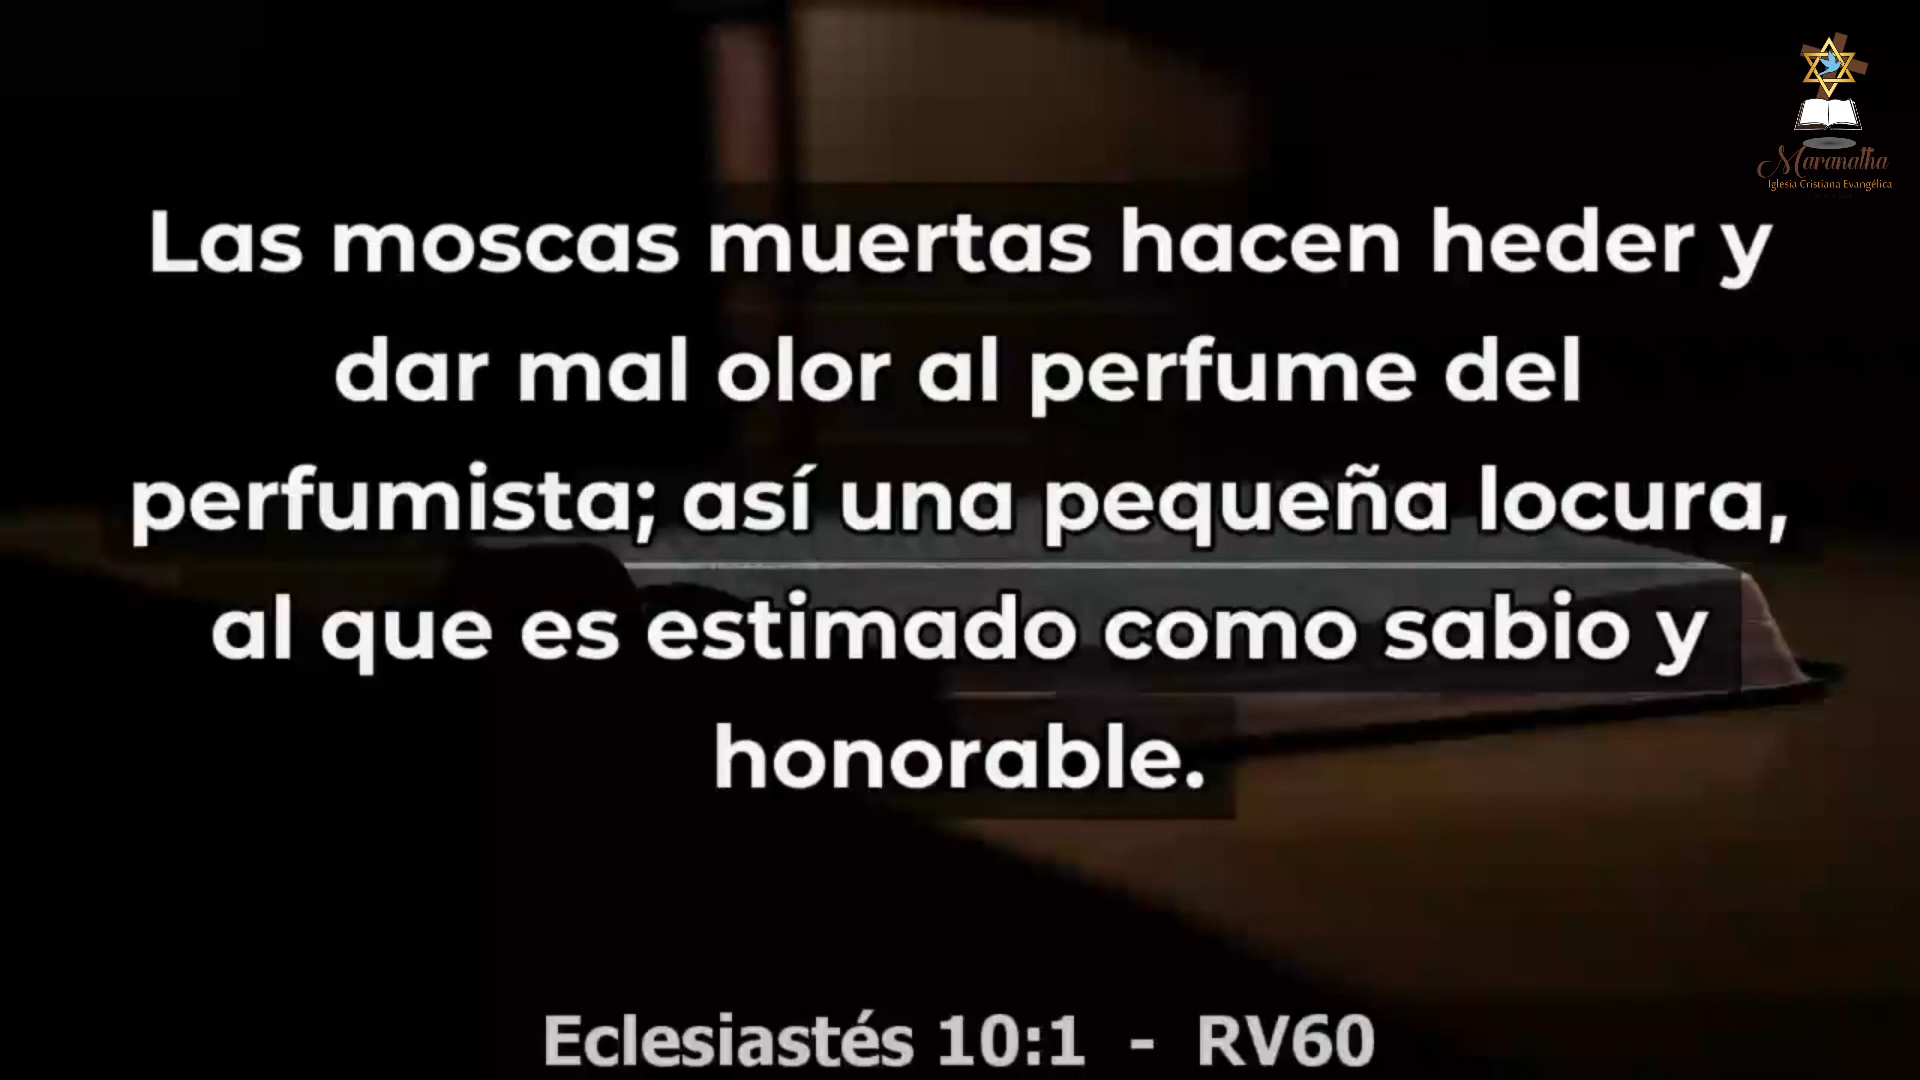 Maranatha
Iglesia Cristiana Evangélica
Las moscas muertas hacen heder y
dar mal olor al perfume del
perfumista; así una pequeña locura,
al que es estimado como sabio y
honorable.
Eclesiastés 10:1 - RV60